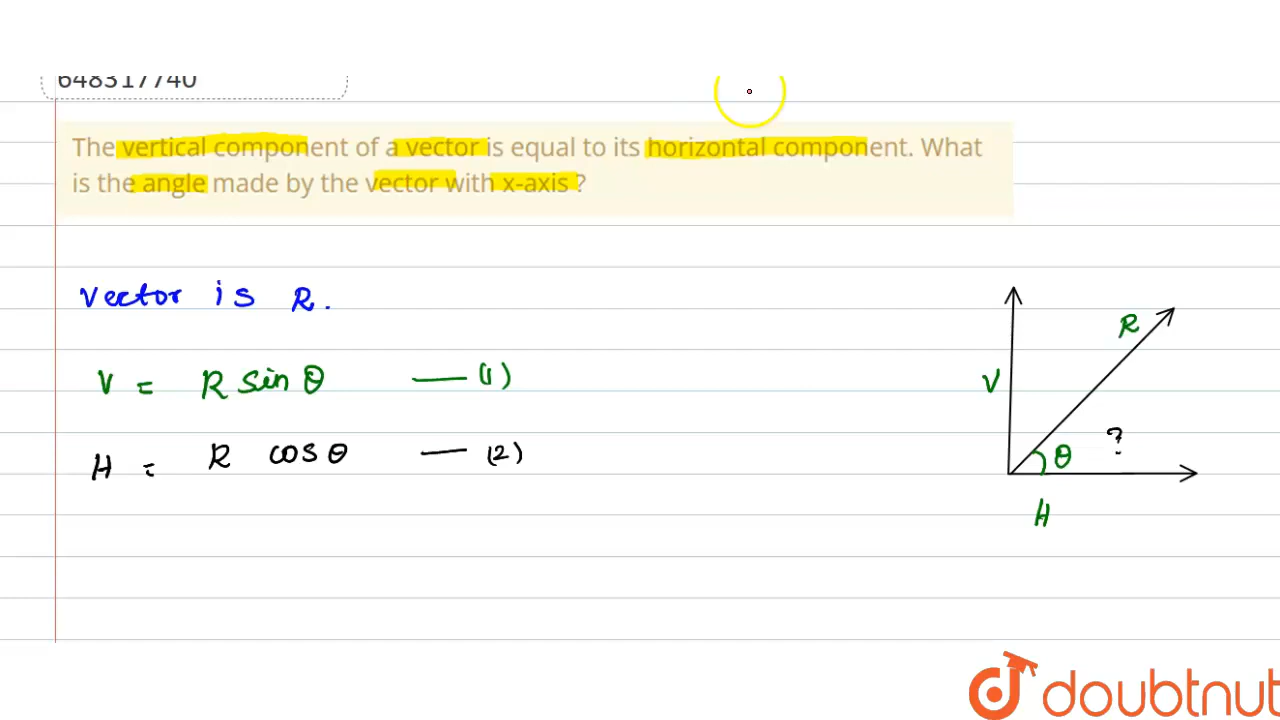 648317740
The vertical component of a vector is equal to its horizontal component. What
is the angle made by the vector with x-axis ?
vector is R.
V = R sin θ —(1)
H = R cos θ —(2)
R
V
?
θ
H
doubtnut